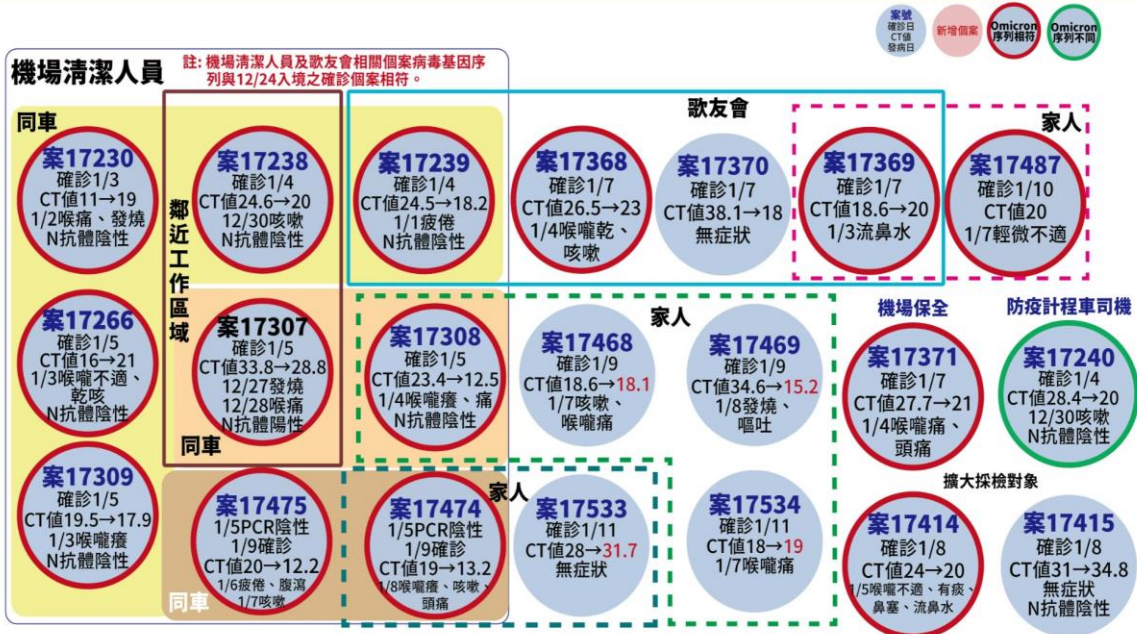 案號
確診日
CT值
發病日
新增個案
Omicron
序列相符
Omicron
序列不同
機場清潔人員
註: 機場清潔人員及歌友會相關個案病毒基因序
列與12/24入境之確診個案相符。
同車
案17230
確診1/3
CT值11→19
1/2喉痛、發燒
N抗體陰性
鄰近工作區域
案17238
確診1/4
CT值24.6→20
12/30咳嗽
N抗體陰性
歌友會
案17239
確診1/4
CT值24.5→18.2
1/1疲倦
N抗體陰性
案17368
確診1/7
CT值26.5→23
1/4喉嚨乾、
咳嗽
案17370
確診1/7
CT值38.1→18
無症狀
案17369
確診1/7
CT值18.6→20
1/3流鼻水
家人
案17487
確診1/10
CT值20
1/7輕微不適
案17266
確診1/5
CT值16→21
1/3喉嚨不適、
乾咳
N抗體陰性
案17307
確診1/5
CT值33.8→28.8
12/27發燒
12/28喉痛
N抗體陽性
同車
案17308
確診1/5
CT值23.4→12.5
1/4喉嚨癢、痛
N抗體陰性
家人
案17468
確診1/9
CT值18.6→18.1
1/7咳嗽、
喉嚨痛
案17469
確診1/9
CT值34.6→15.2
1/8發燒、
嘔吐
機場保全
案17371
確診1/7
CT值27.7→21
1/4喉嚨痛、
頭痛
防疫計程車司機
案17240
確診1/4
CT值28.4→20
12/30咳嗽
N抗體陰性
案17309
確診1/5
CT值19.5→17.9
1/3喉嚨癢
N抗體陰性
同車
案17475
1/5PCR陰性
1/9確診
CT值20→12.2
1/6疲倦、腹瀉
1/7咳嗽
案17474
1/5PCR陰性
1/9確診
CT值19→13.2
1/8喉嚨癢、咳嗽、
頭痛
家人
案17533
確診1/11
CT值28→31.7
無症狀
案17534
確診1/11
CT值18→19
1/7喉嚨痛
擴大採檢對象
案17414
確診1/8
CT值24→20
1/5喉嚨不適、有痰、
鼻塞、流鼻水
案17415
確診1/8
CT值31→34.8
無症狀
N抗體陰性